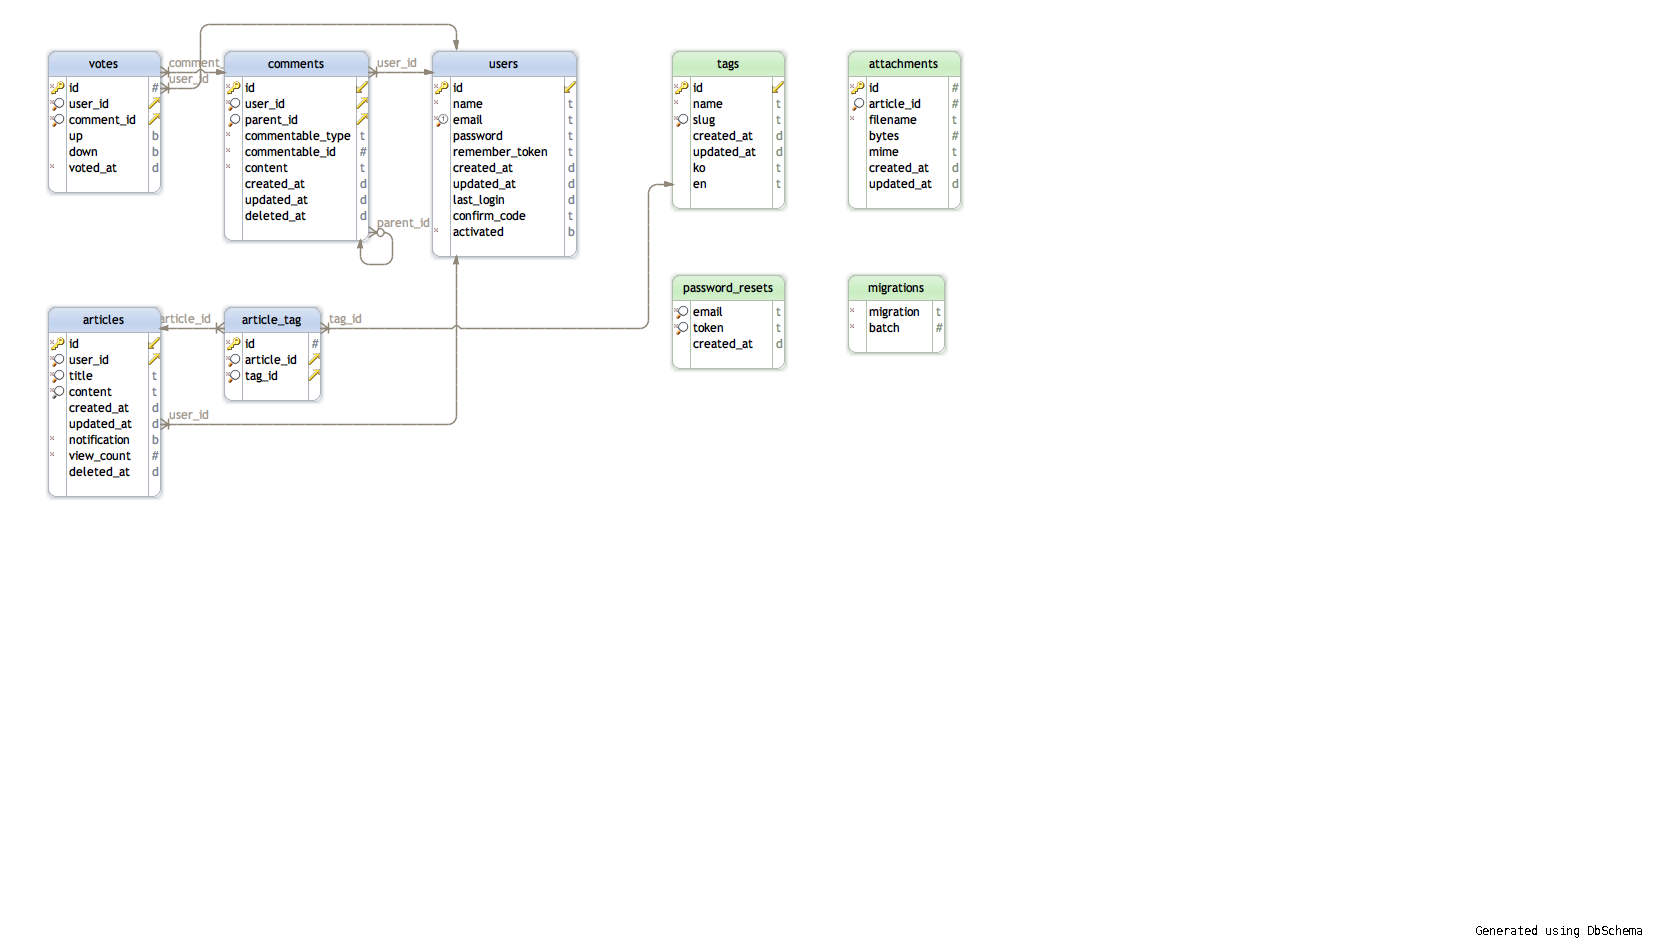 votes
id #
user_id
comment_id
up b
down b
voted_at d
comment_
user_id
comments
id
user_id
parent_id
commentable_type t
commentable_id #
content t
created_at d
updated_at d
deleted_at d
user_id
parent_id
users
id
name t
email t
password t
remember_token t
created_at d
updated_at d
last_login d
confirm_code t
activated b
tags
id
name t
slug t
created_at d
updated_at d
ko t
en t
attachments
id #
article_id #
filename t
bytes #
mime t
created_at d
updated_at d
articles
id
user_id
title t
content t
created_at d
updated_at d
notification b
view_count #
deleted_at d
article_id
user_id
article_tag
id #
article_id
tag_id
tag_id
password_resets
email t
token t
created_at d
migrations
migration t
batch #
Generated using DbSchema